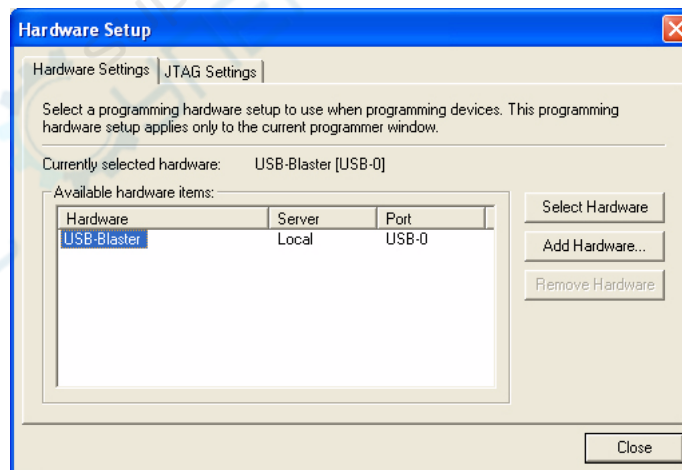 Hardware Setup
Hardware Settings JTAG Settings
Select a programming hardware setup to use when programming devices. This programming
hardware setup applies only to the current programmer window.
Currently selected hardware: USB-Blaster [USB-0]
Available hardware items:
Hardware Server Port
USB-Blaster Local USB-0
Select Hardware
Add Hardware...
Remove Hardware
Close